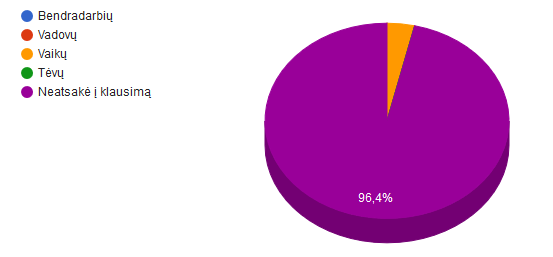 Bendradarbių
Vadovų
Vaikų
Tėvų
Neatsakė į klausimą
96,4%